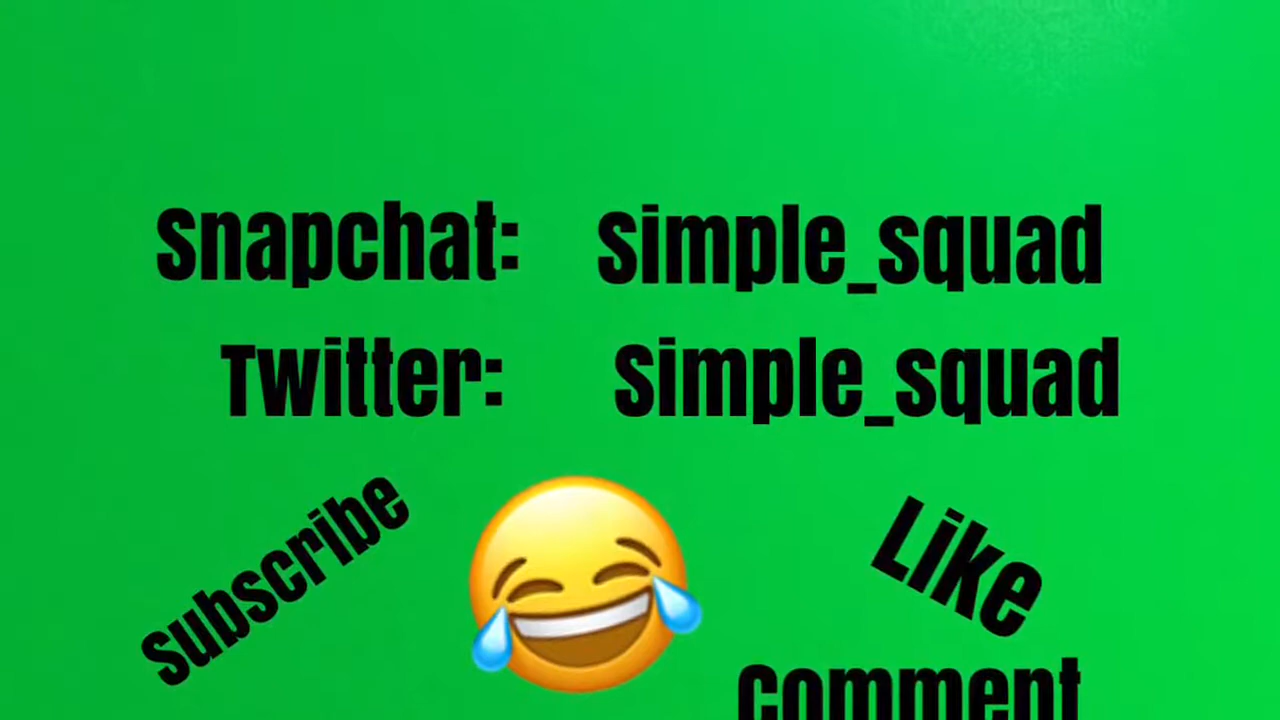 Snapchat: Simple_squad
Twitter: Simple_squad
Subscribe
Like
Comment